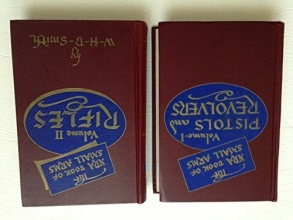 THE
NRA BOOK OF
SMALL ARMS
Volume II
RIFLES
by
W-H-B-Smith
THE
NRA BOOK OF
SMALL ARMS
Volume-I
PISTOLS and
REVOLVERS